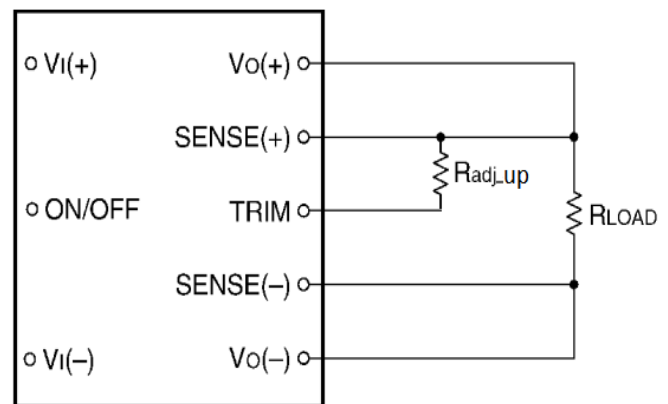 VI(+)
VO(+)
SENSE(+)
Radj_up
ON/OFF
TRIM
RLOAD
SENSE(–)
VI(–)
VO(–)